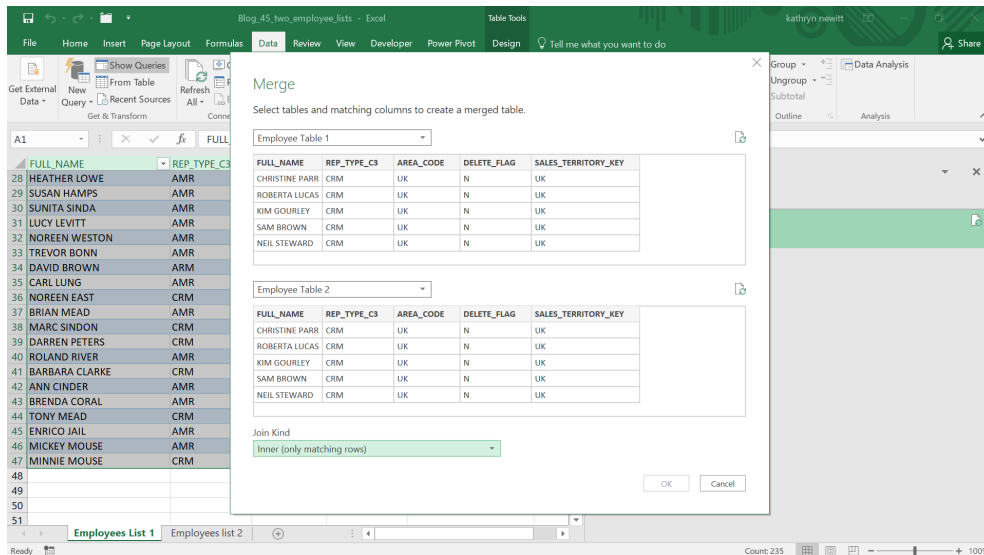 Blog_45_two_employee_lists - Excel
Table Tools
kathryn newitt
File Home Insert Page Layout Formulas Data Review View Developer Power Pivot Design Tell me what you want to do Share
Get External Data
New Query
Show Queries
From Table
Recent Sources
Get & Transform
Refresh All
Conne
Group
Ungroup
Subtotal
Outline
Data Analysis
Analysis
A1 fx FULL_
FULL_NAME REP_TYPE_C3
28 HEATHER LOWE AMR
29 SUSAN HAMPS AMR
30 SUNITA SINDA AMR
31 LUCY LEVITT AMR
32 NOREEN WESTON AMR
33 TREVOR BONN AMR
34 DAVID BROWN ARM
35 CARL LUNG AMR
36 NOREEN EAST CRM
37 BRIAN MEAD AMR
38 MARC SINDON CRM
39 DARREN PETERS CRM
40 ROLAND RIVER AMR
41 BARBARA CLARKE CRM
42 ANN CINDER AMR
43 BRENDA CORAL AMR
44 TONY MEAD CRM
45 ENRICO JAIL AMR
46 MICKEY MOUSE AMR
47 MINNIE MOUSE CRM
48
49
50
51
Merge
Select tables and matching columns to create a merged table.
Employee Table 1
FULL_NAME REP_TYPE_C3 AREA_CODE DELETE_FLAG SALES_TERRITORY_KEY
CHRISTINE PARR CRM UK N UK
ROBERTA LUCAS CRM UK N UK
KIM GOURLEY CRM UK N UK
SAM BROWN CRM UK N UK
NEIL STEWARD CRM UK N UK
Employee Table 2
FULL_NAME REP_TYPE_C3 AREA_CODE DELETE_FLAG SALES_TERRITORY_KEY
CHRISTINE PARR CRM UK N UK
ROBERTA LUCAS CRM UK N UK
KIM GOURLEY CRM UK N UK
SAM BROWN CRM UK N UK
NEIL STEWARD CRM UK N UK
Join Kind
Inner (only matching rows)
OK Cancel
Employees List 1 Employees list 2
Ready Count: 235 100%